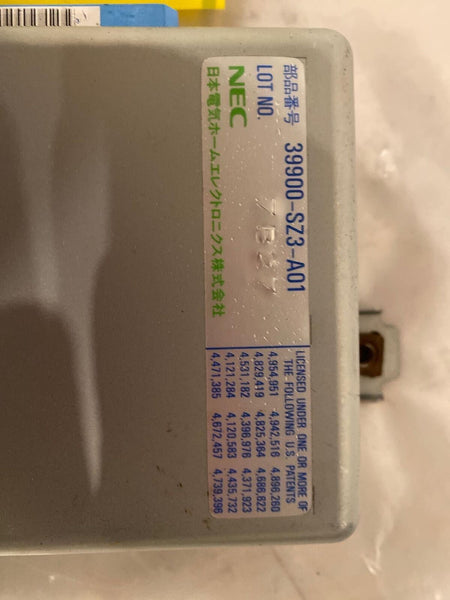 部品番号 39900-SZ3-A01
LOT NO. 7B27
NEC
日本電気ホームエレクトロニクス株式会社
LICENSED UNDER ONE OR MORE OF
THE FOLLOWING U.S. PATENTS
4,954,951 4,942,516 4,896,260
4,829,419 4,825,364 4,686,622
4,531,182 4,396,976 4,371,923
4,121,284 4,120,583 4,435,732
4,471,385 4,672,457 4,739,396